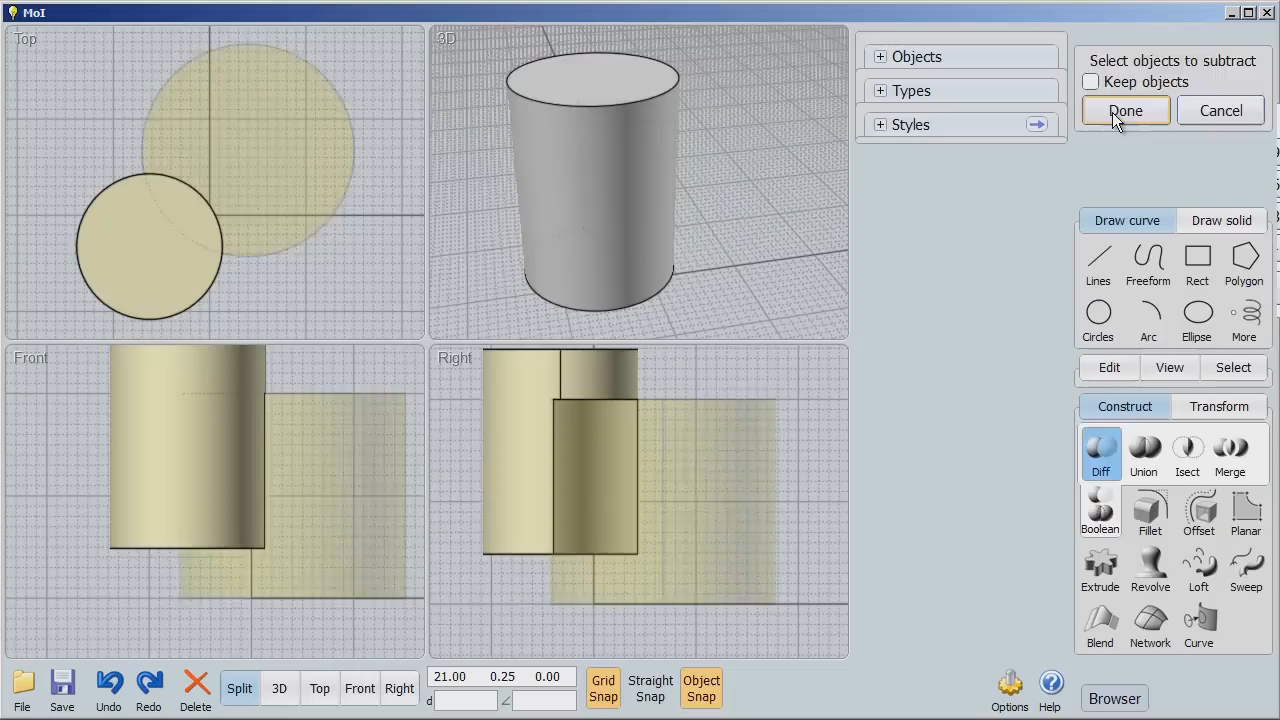 MoI
Top
3D
Front
Right
Objects
Types
Styles
Select objects to subtract
Keep objects
Done Cancel
Draw curve Draw solid
Lines Freeform Rect Polygon
Circles Arc Ellipse More
Edit View Select
Construct Transform
Diff Union Isect Merge
Boolean Fillet Offset Planar
Extrude Revolve Loft Sweep
Blend Network Curve
File Save Undo Redo Delete
Split 3D Top Front Right
21.00 0.25 0.00
d
Grid Snap
Straight Snap
Object Snap
Options Help
Browser